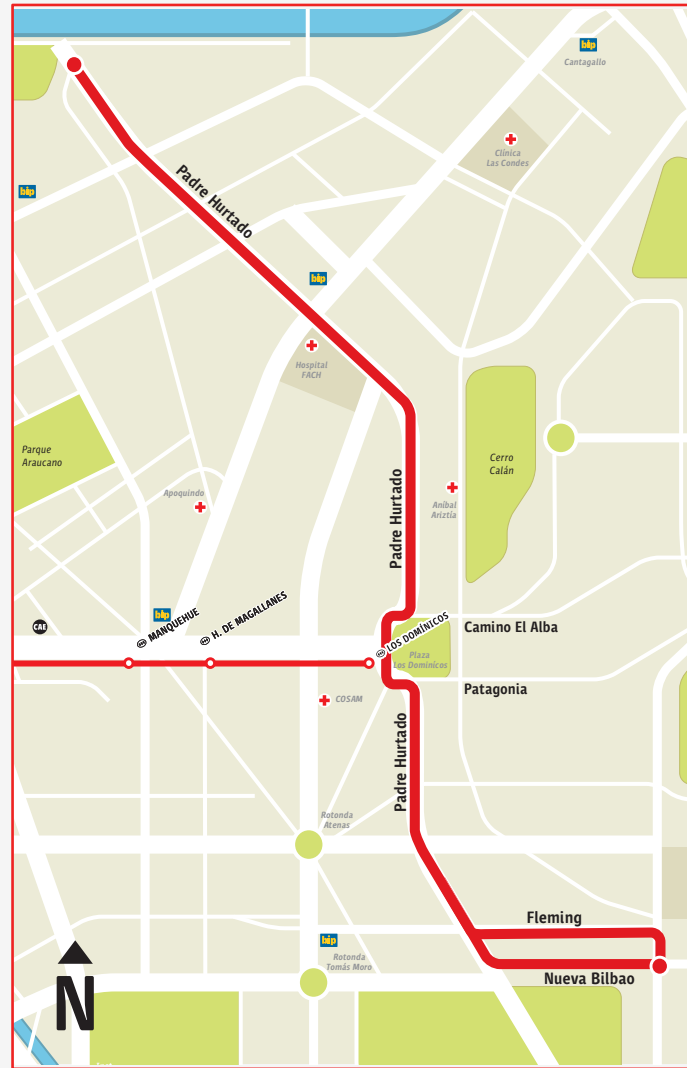 bip
Cantagallo
Clínica
Las Condes
bip
Padre Hurtado
bip
Hospital
FACH
Parque
Araucano
Cerro
Calán
Padre Hurtado
Apoquindo
Aníbal
Ariztía
bip
CAE
MANQUEHUE
H. DE MAGALLANES
LOS DOMÍNICOS
Camino El Alba
Plaza
Los Domínicos
Patagonia
COSAM
Padre Hurtado
Rotonda
Atenas
Fleming
bip
Rotonda
Tomás Moro
Nueva Bilbao
N